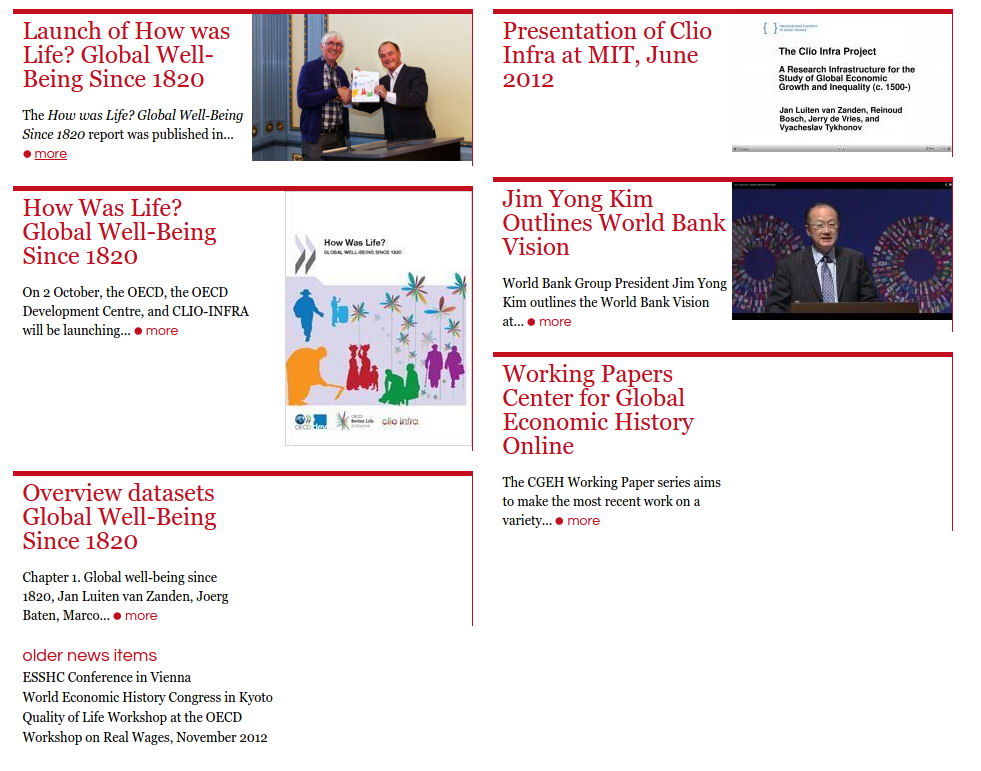 Launch of How was
Life? Global Well-
Being Since 1820
The How was Life? Global Well-Being
Since 1820 report was published in...
more
How Was Life?
Global Well-Being
Since 1820
On 2 October, the OECD, the OECD
Development Centre, and CLIO-INFRA
will be launching... more
How Was Life?
GLOBAL WELL-BEING SINCE 1820
OECD
OECD
Better Life
Initiative
clio infra
Overview datasets
Global Well-Being
Since 1820
Chapter 1. Global well-being since
1820, Jan Luiten van Zanden, Joerg
Baten, Marco... more
older news items
ESSHC Conference in Vienna
World Economic History Congress in Kyoto
Quality of Life Workshop at the OECD
Workshop on Real Wages, November 2012
Presentation of Clio
Infra at MIT, June
2012
international institute
of social history
The Clio Infra Project
A Research Infrastructure for the
Study of Global Economic
Growth and Inequality (c. 1500-)
Jan Luiten van Zanden, Reinoud
Bosch, Jerry de Vries, and
Vyacheslav Tykhonov
Jim Yong Kim
Outlines World Bank
Vision
World Bank Group President Jim Yong
Kim outlines the World Bank Vision
at... more
Working Papers
Center for Global
Economic History
Online
The CGEH Working Paper series aims
to make the most recent work on a
variety... more